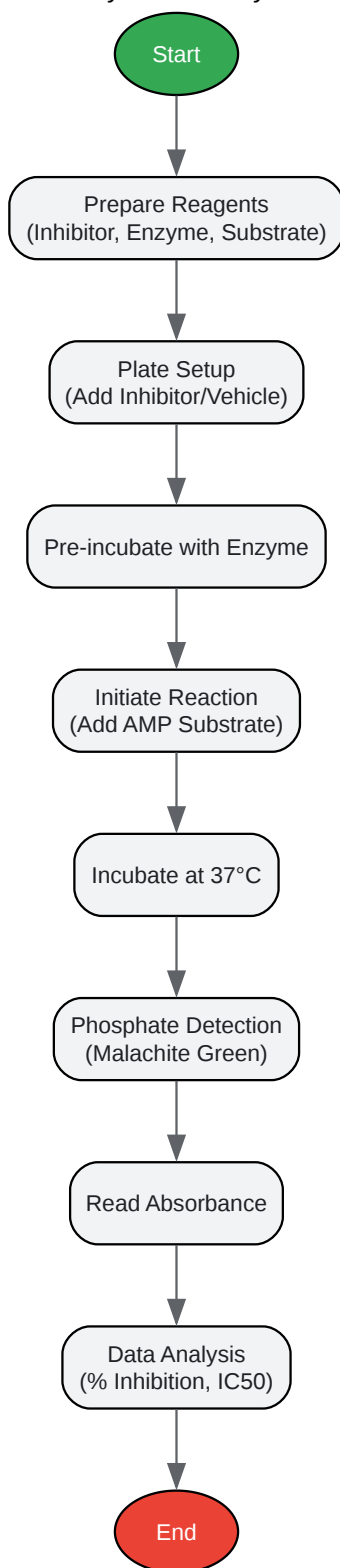 Start
Prepare Reagents
(Inhibitor, Enzyme, Substrate)
Plate Setup
(Add Inhibitor/Vehicle)
Pre-incubate with Enzyme
Initiate Reaction
(Add AMP Substrate)
Incubate at 37°C
Phosphate Detection
(Malachite Green)
Read Absorbance
Data Analysis
(% Inhibition, IC50)
End